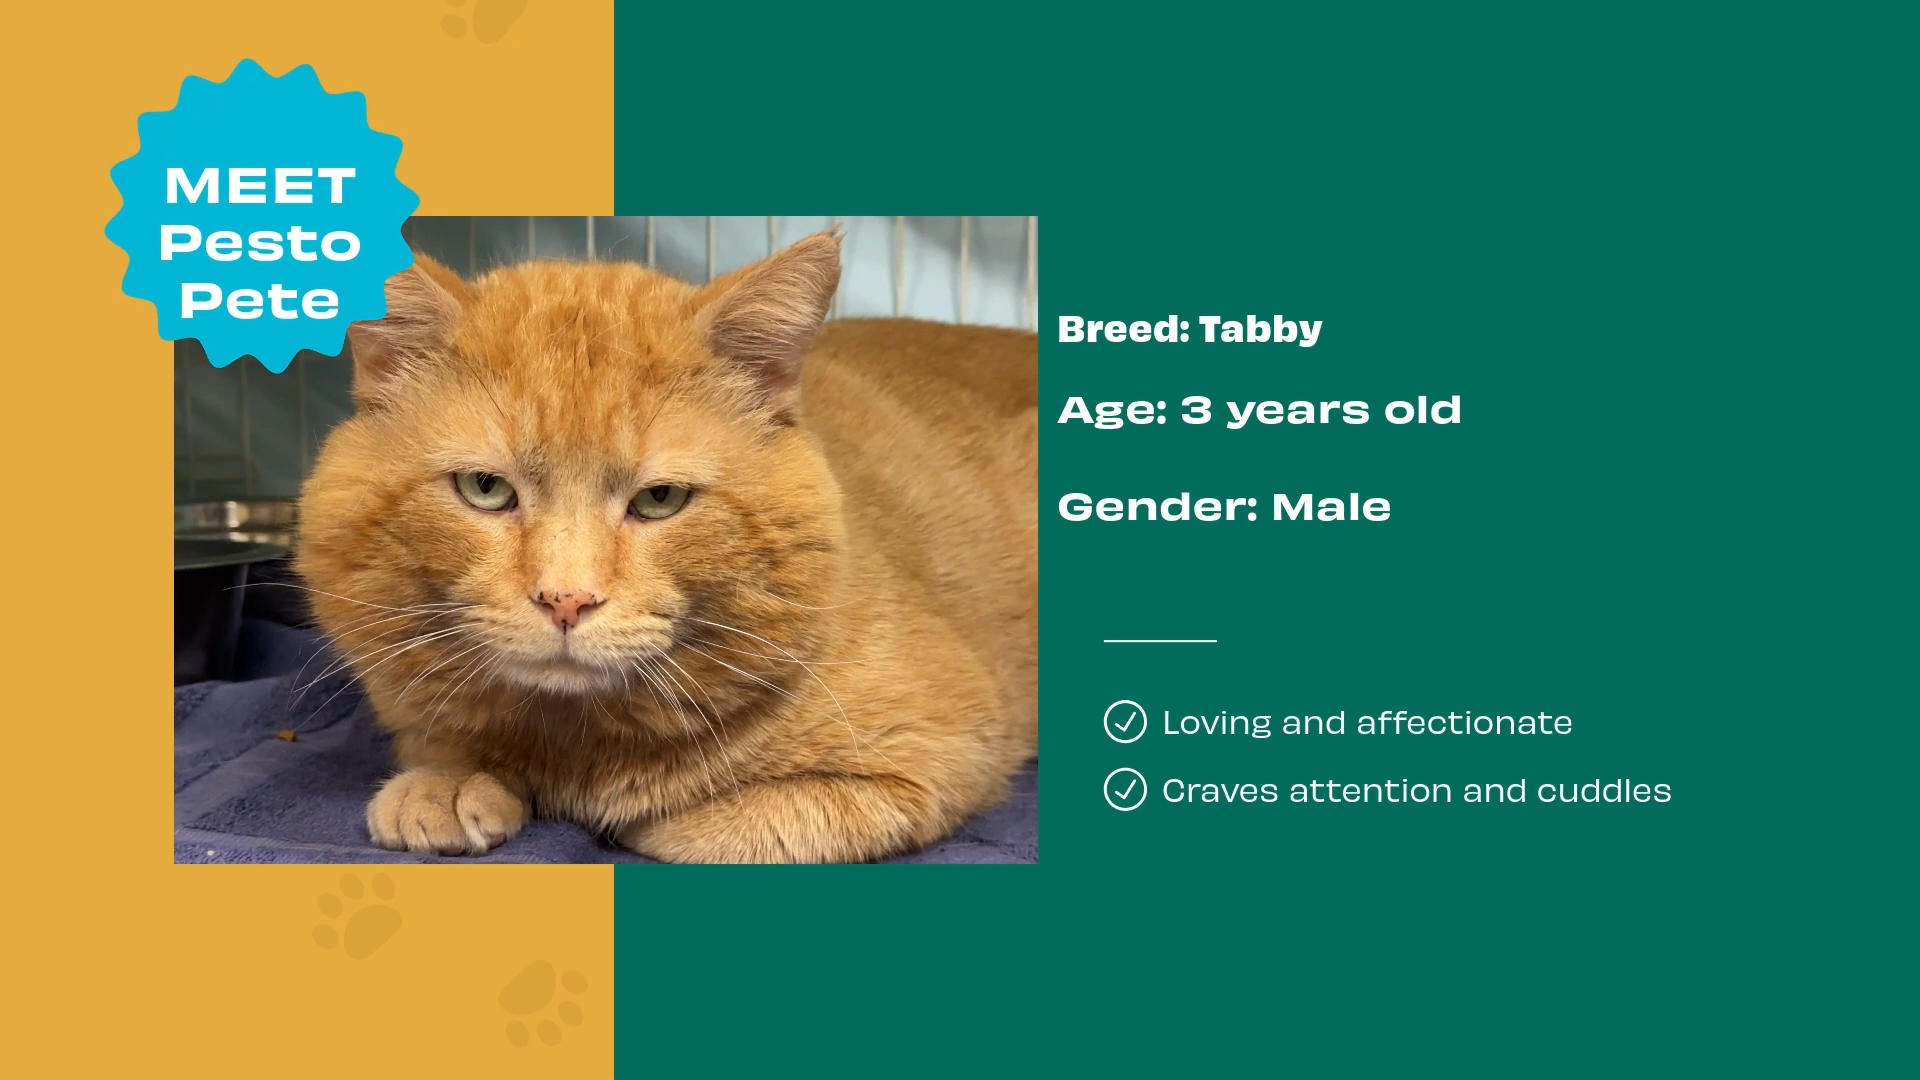 MEET
Pesto
Pete
Breed: Tabby
Age: 3 years old
Gender: Male
Loving and affectionate
Craves attention and cuddles